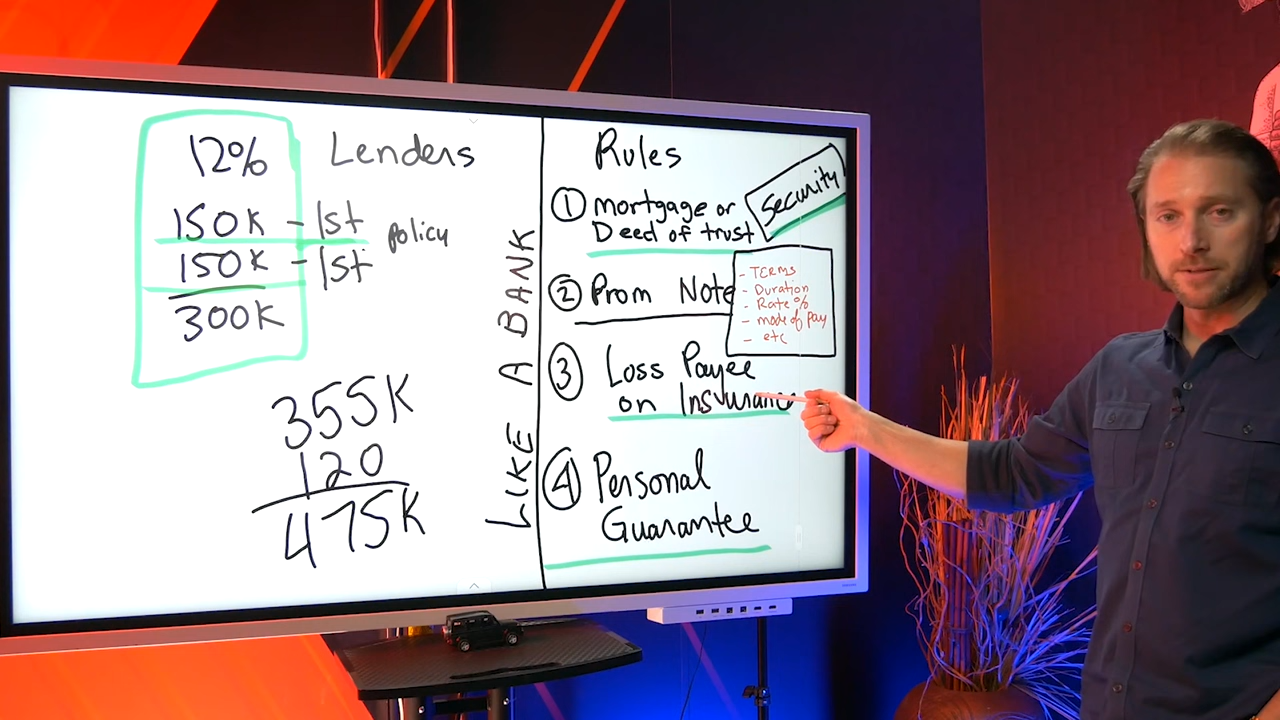 12% Lenders
150K - 1st
policy
150K - 1st
300K
355K
120
475K
LIKE A BANK
Rules
Security
① mortgage or
Deed of trust
② Prom Note
- TERMS
- Duration
- Rate %
- mode of pay
- etc
③ Loss Payee
on Insurance
④ Personal
Guarantee